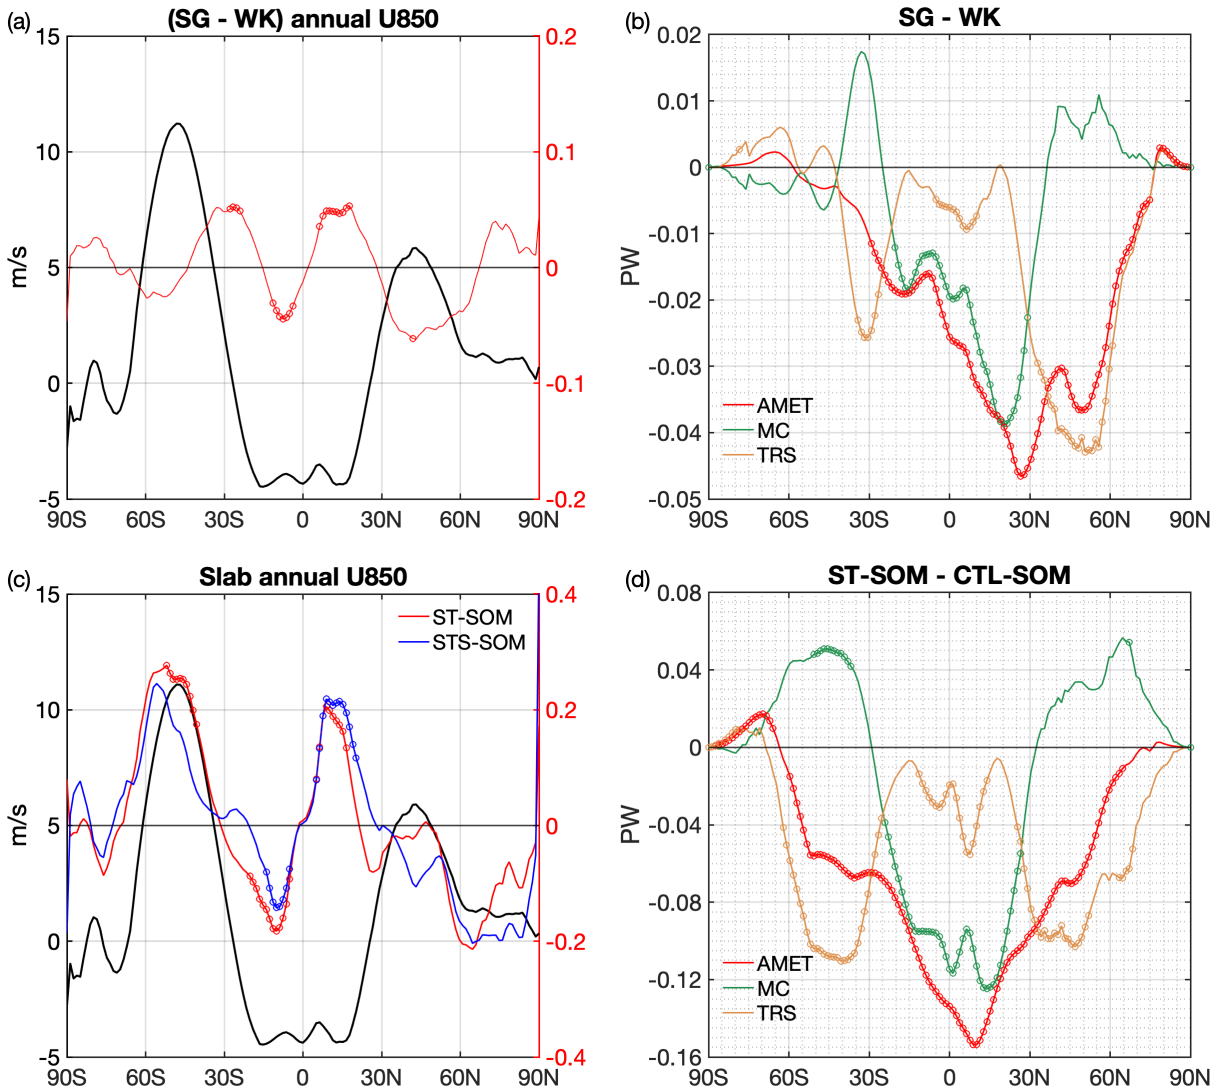 (a)
(SG - WK) annual U850
15
10
5
0
-5
m/s
0.2
0.1
0
-0.1
-0.2
90S 60S 30S 0 30N 60N 90N
(b)
SG - WK
0.02
0.01
0
-0.01
-0.02
-0.03
-0.04
-0.05
PW
AMET
MC
TRS
90S 60S 30S 0 30N 60N 90N
(c)
Slab annual U850
15
10
5
0
-5
m/s
ST-SOM
STS-SOM
0.4
0.2
0
-0.2
-0.4
90S 60S 30S 0 30N 60N 90N
(d)
ST-SOM - CTL-SOM
0.08
0.04
0
-0.04
-0.08
-0.12
-0.16
PW
AMET
MC
TRS
90S 60S 30S 0 30N 60N 90N